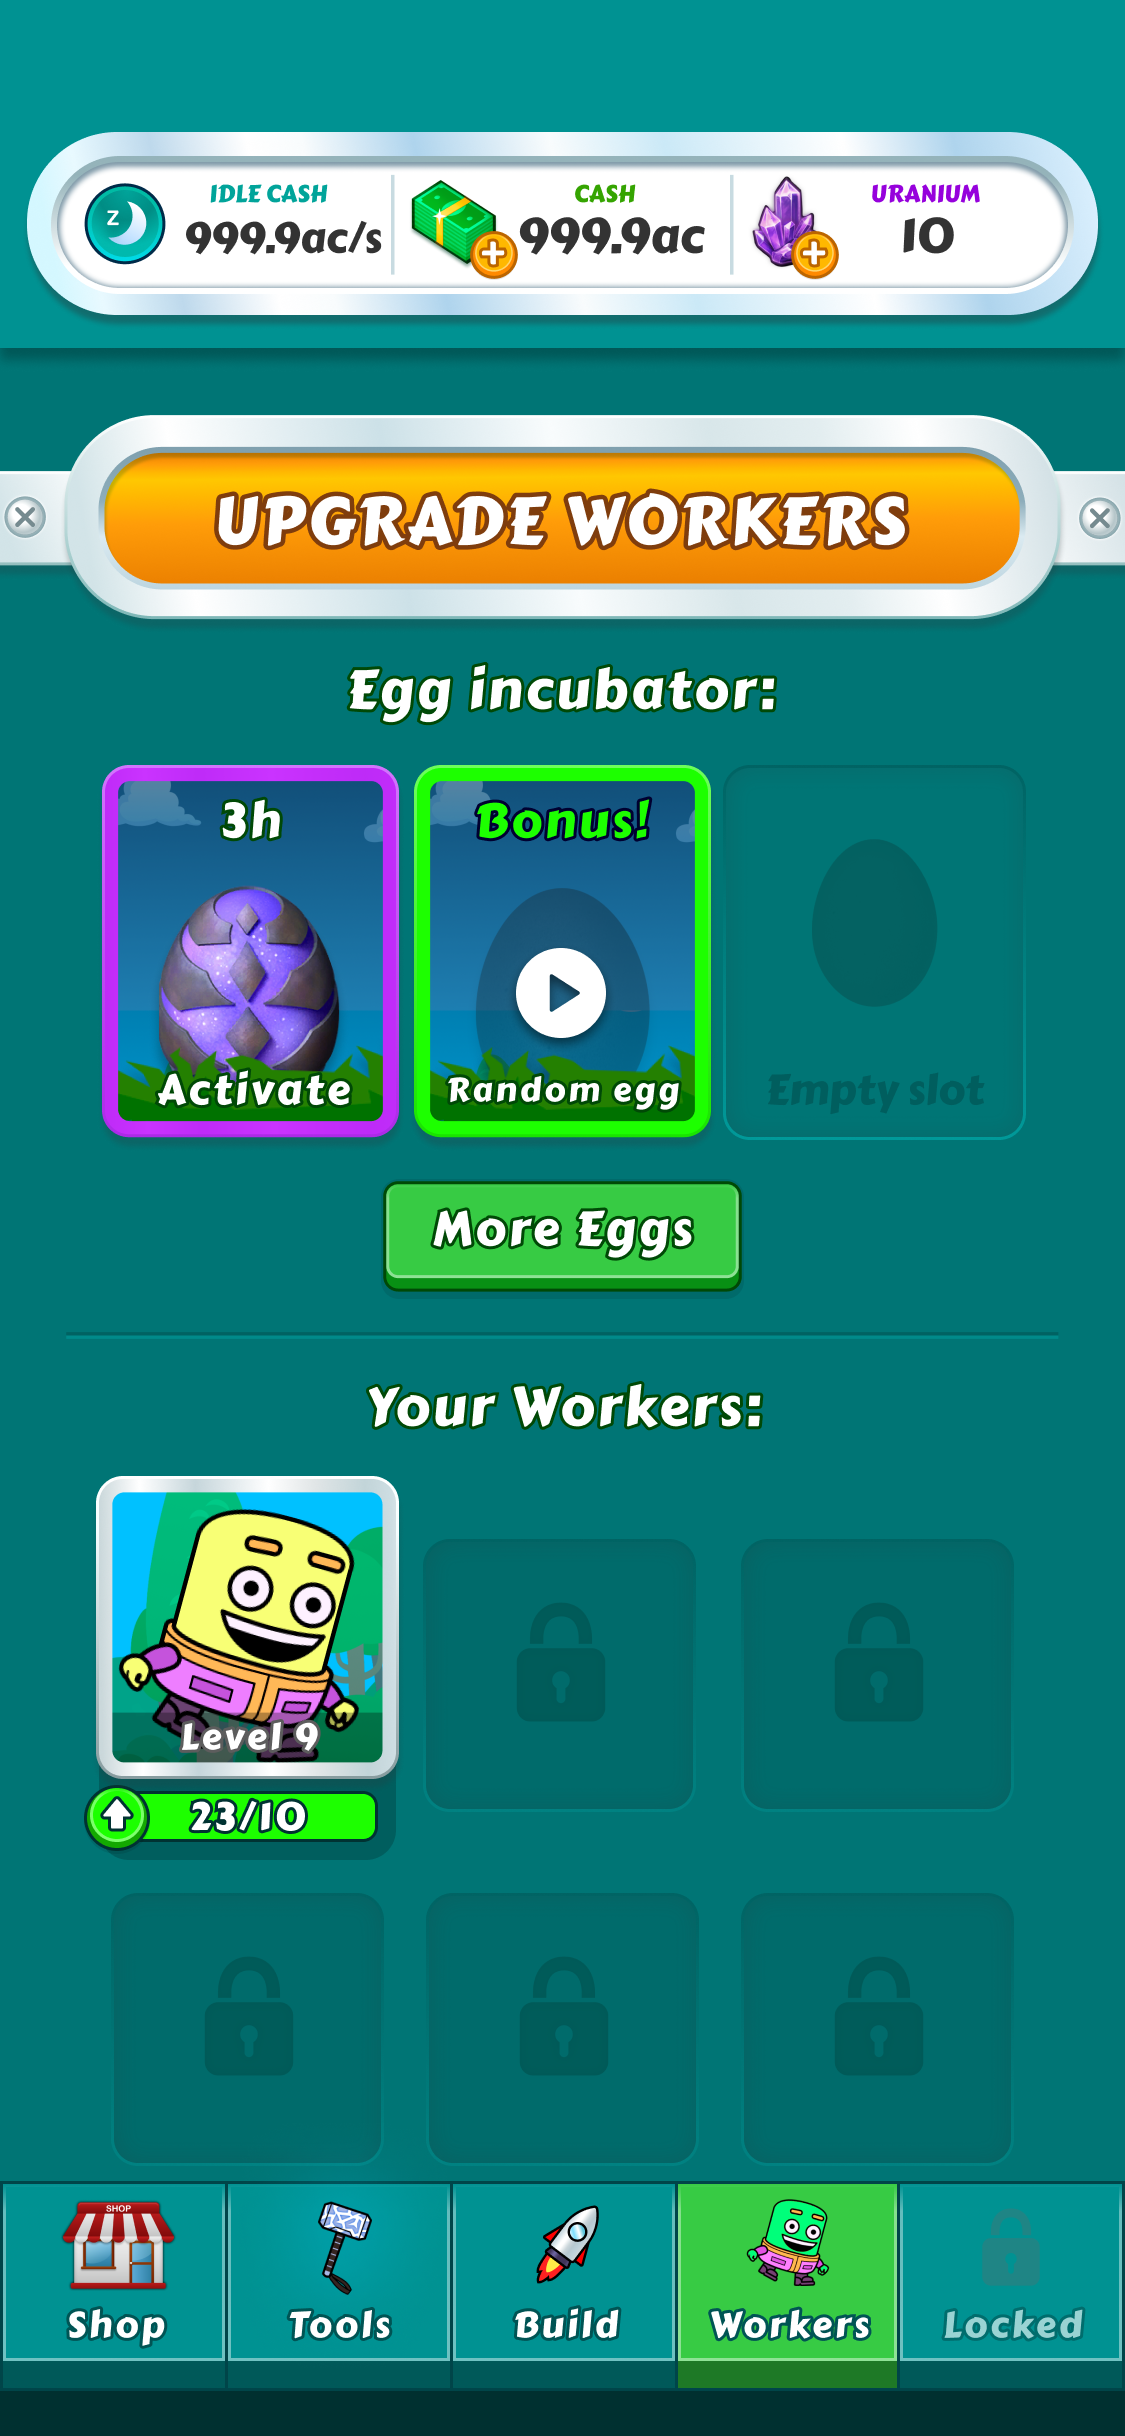 IDLE CASH
999.9ac/s
CASH
999.9ac
URANIUM
10
Z
UPGRADE WORKERS
Egg incubator:
3h
Activate
Bonus!
Random egg
Empty slot
More Eggs
Your Workers:
Level 9
23/10
SHOP
Shop
Tools
Build
Workers
Locked